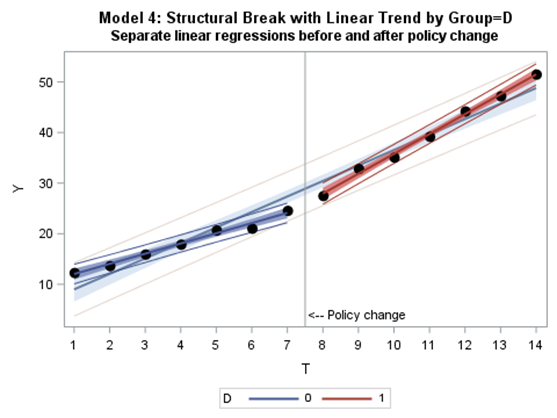 Model 4: Structural Break with Linear Trend by Group=D
Separate linear regressions before and after policy change
50
40
30
20
10
Y
<-- Policy change
1 2 3 4 5 6 7 8 9 10 11 12 13 14
T
D 0 1